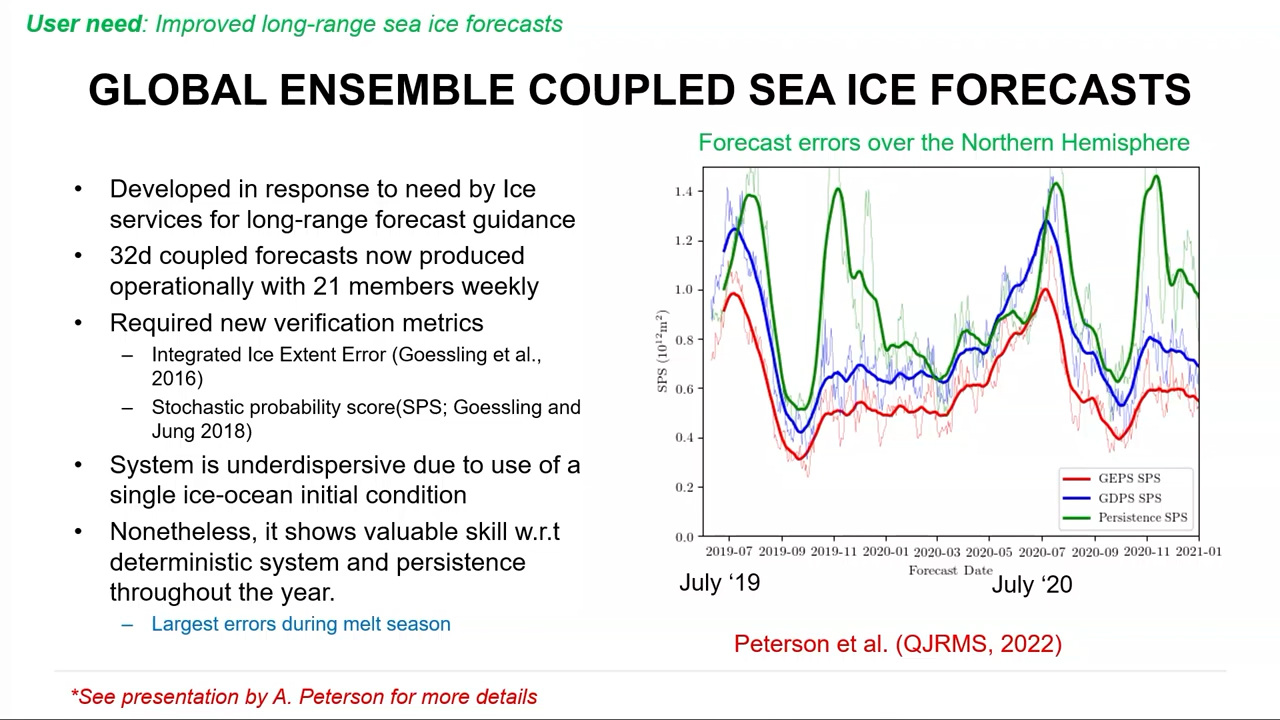 User need: Improved long-range sea ice forecasts
GLOBAL ENSEMBLE COUPLED SEA ICE FORECASTS
• Developed in response to need by Ice
services for long-range forecast guidance
• 32d coupled forecasts now produced
operationally with 21 members weekly
• Required new verification metrics
– Integrated Ice Extent Error (Goessling et al.,
2016)
– Stochastic probability score(SPS; Goessling and
Jung 2018)
• System is underdispersive due to use of a
single ice-ocean initial condition
• Nonetheless, it shows valuable skill w.r.t
deterministic system and persistence
throughout the year.
– Largest errors during melt season
Forecast errors over the Northern Hemisphere
SPS (10¹²m²)
1.4
1.2
1.0
0.8
0.6
0.4
0.2
0.0
GEPS SPS
GDPS SPS
Persistence SPS
2019-07 2019-09 2019-11 2020-01 2020-03 2020-05 2020-07 2020-09 2020-11 2021-01
Forecast Date
July ‘19 July ‘20
Peterson et al. (QJRMS, 2022)
*See presentation by A. Peterson for more details